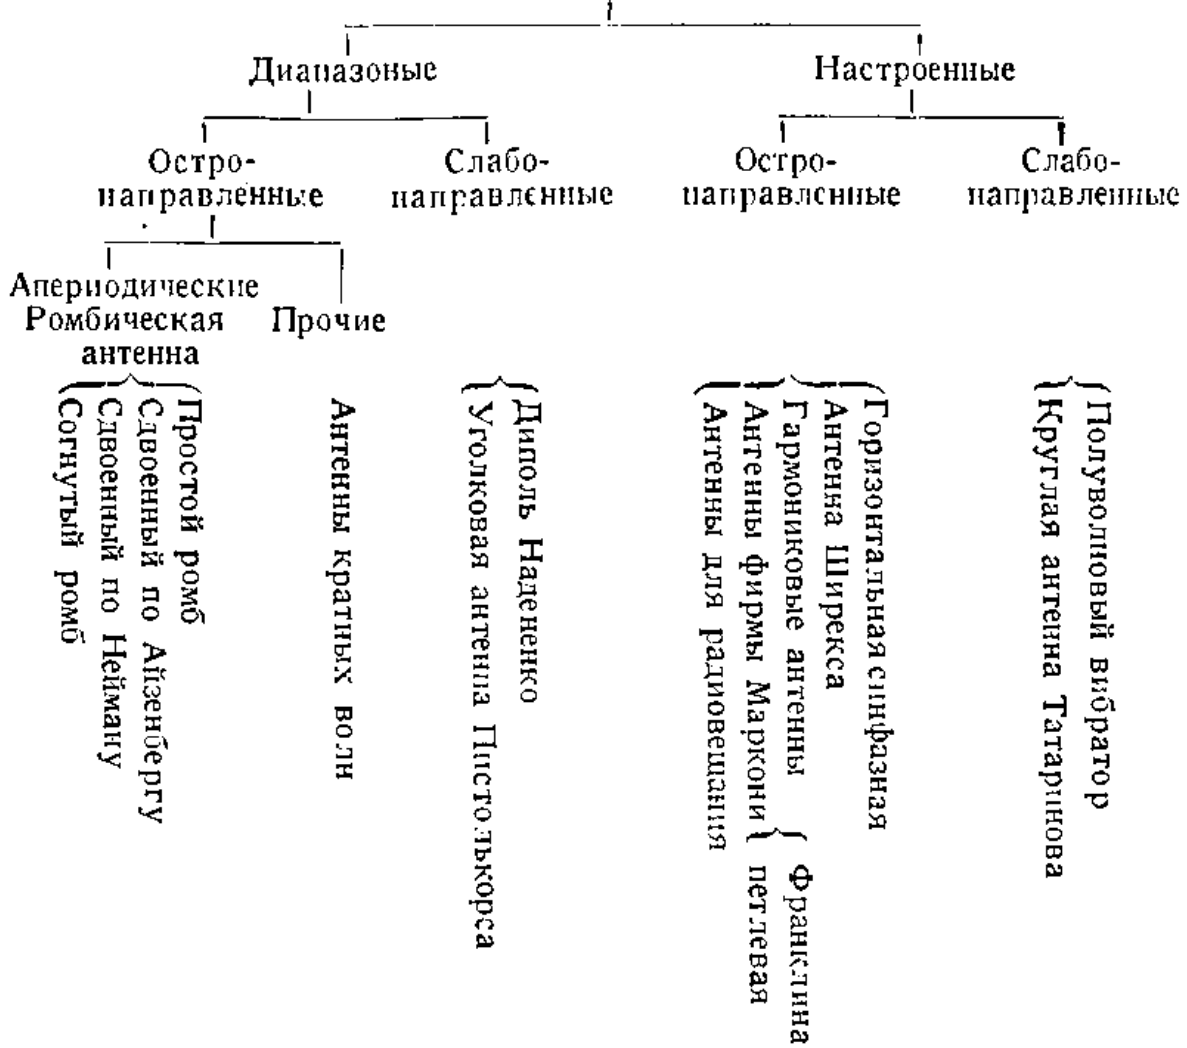 Диапазоные
Настроенные
Остро-
направленные
Слабо-
направленные
Остро-
направленные
Слабо-
направленные
Апериодические
Ромбическая
антенна
Прочие
Простой ромб
Сдвоенный по Айзенбергу
Сдвоенный по Нейману
Согнутый ромб
Антенны кратных волн
Диполь Надененко
Уголковая антенна Пистолькорса
Горизонтальная синфазная
Антенна Ширекса
Гармониковые антенны
Антенны фирмы Маркони
Франклина
петлевая
Антенны для радиовещания
Полуволновый вибратор
Круглая антенна Татаринова